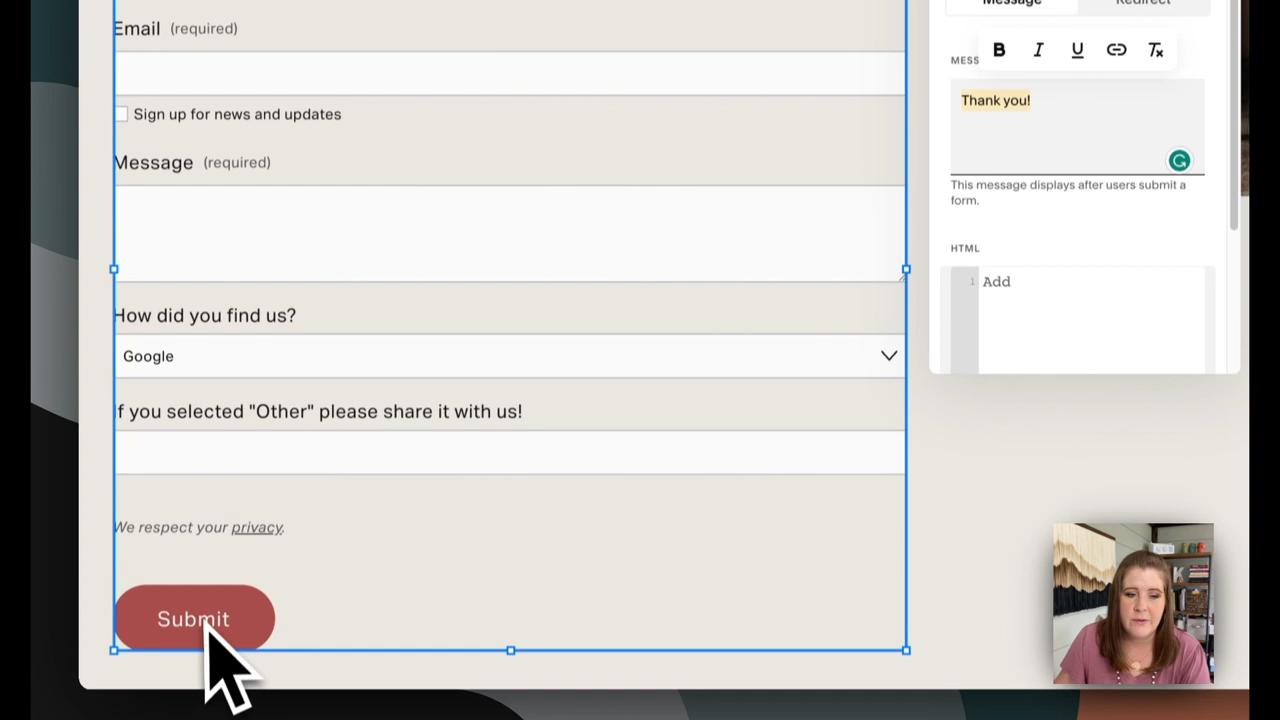 Email (required)
Sign up for news and updates
Message (required)
How did you find us?
Google
If you selected "Other" please share it with us!
We respect your privacy.
Submit
Message Redirect
MESS
B I U
Thank you!
This message displays after users submit a
form.
HTML
1 Add
K